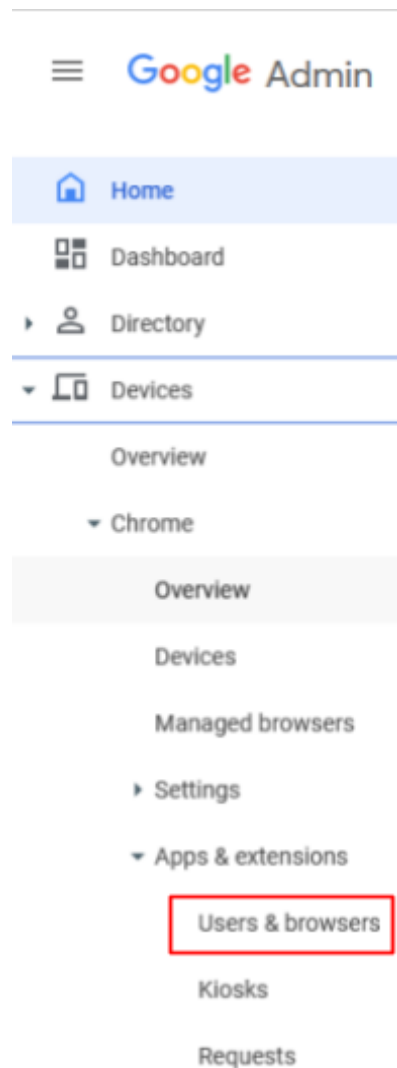 Google Admin
Home
Dashboard
Directory
Devices
Overview
Chrome
Overview
Devices
Managed browsers
Settings
Apps & extensions
Users & browsers
Kiosks
Requests